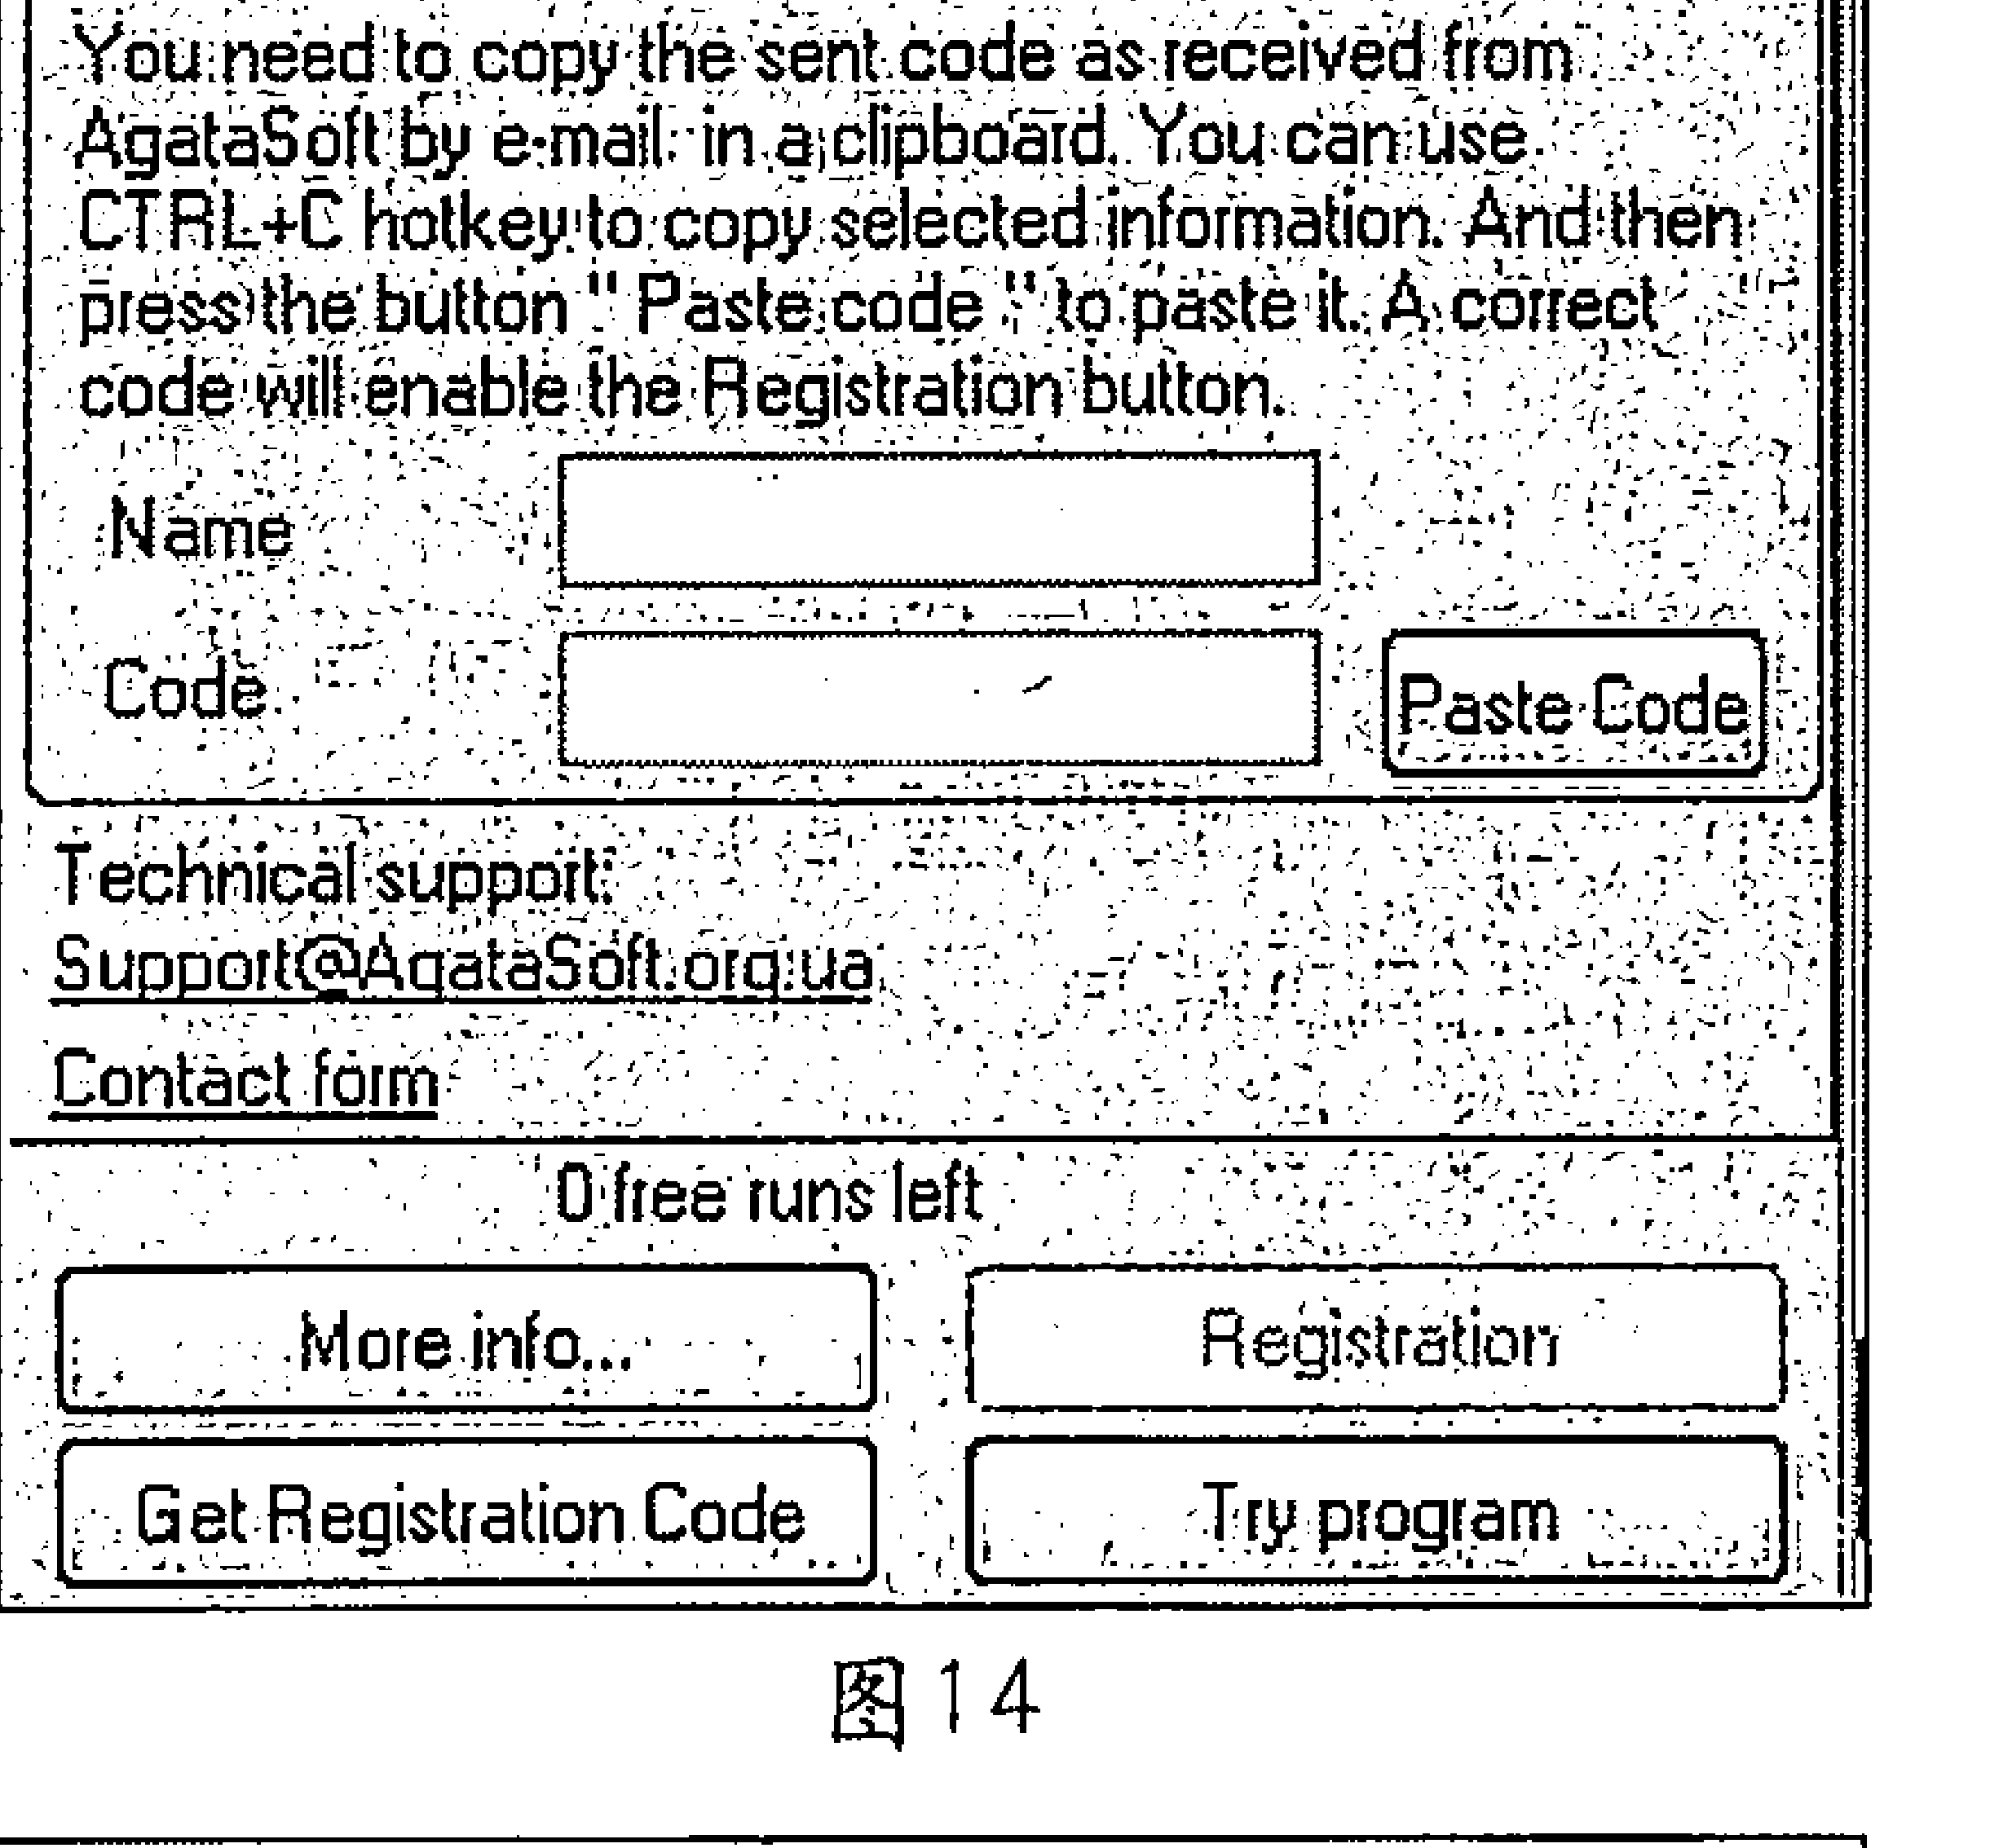 You need to copy the sent code as received from
AgataSoft by e-mail in a clipboard. You can use
CTRL+C hotkey to copy selected information. And then
press the button " Paste code " to paste it. A correct
code will enable the Registration button.
Name
Code
Paste Code
Technical support:
Support@AgataSoft.org.ua
Contact form
0 free runs left
More info...
Registration
Get Registration Code
Try program
图14